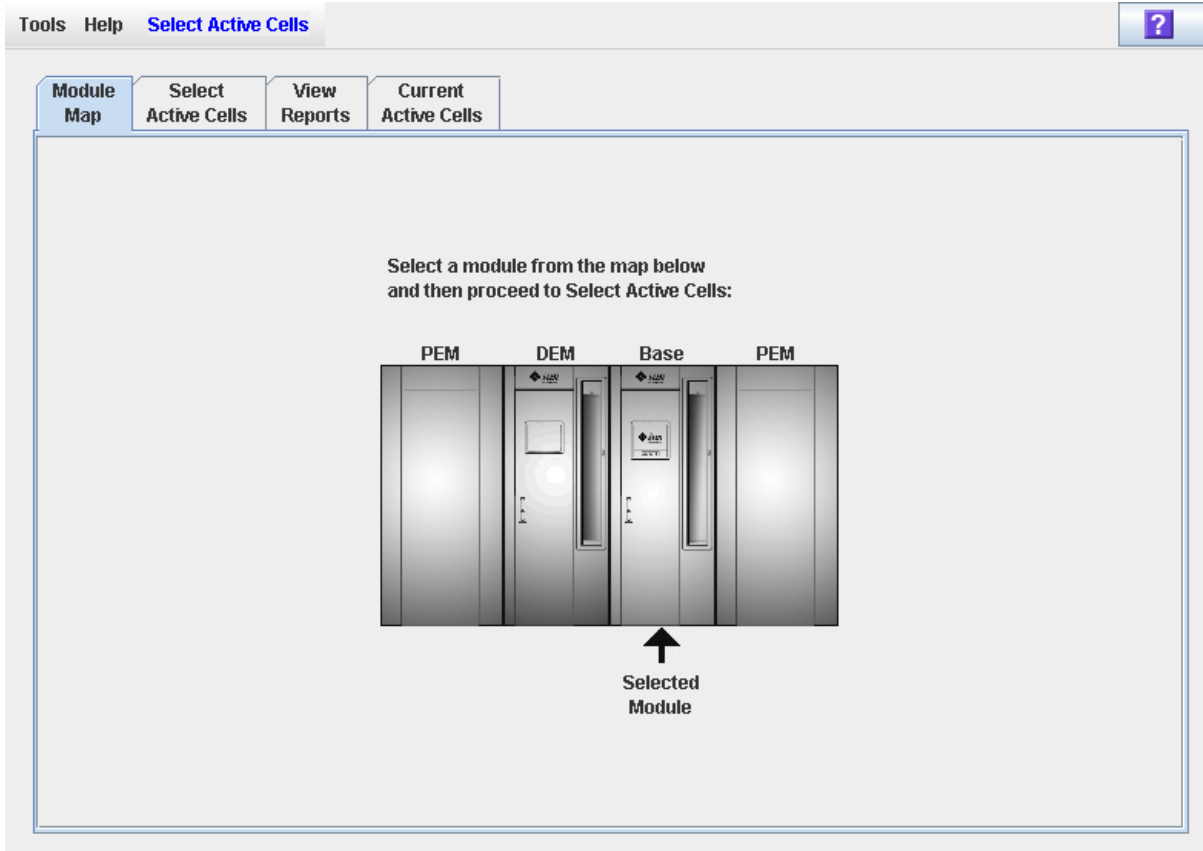 Tools Help Select Active Cells
?
Module Map
Select Active Cells
View Reports
Current Active Cells
Select a module from the map below
and then proceed to Select Active Cells:
PEM DEM Base PEM
Selected
Module